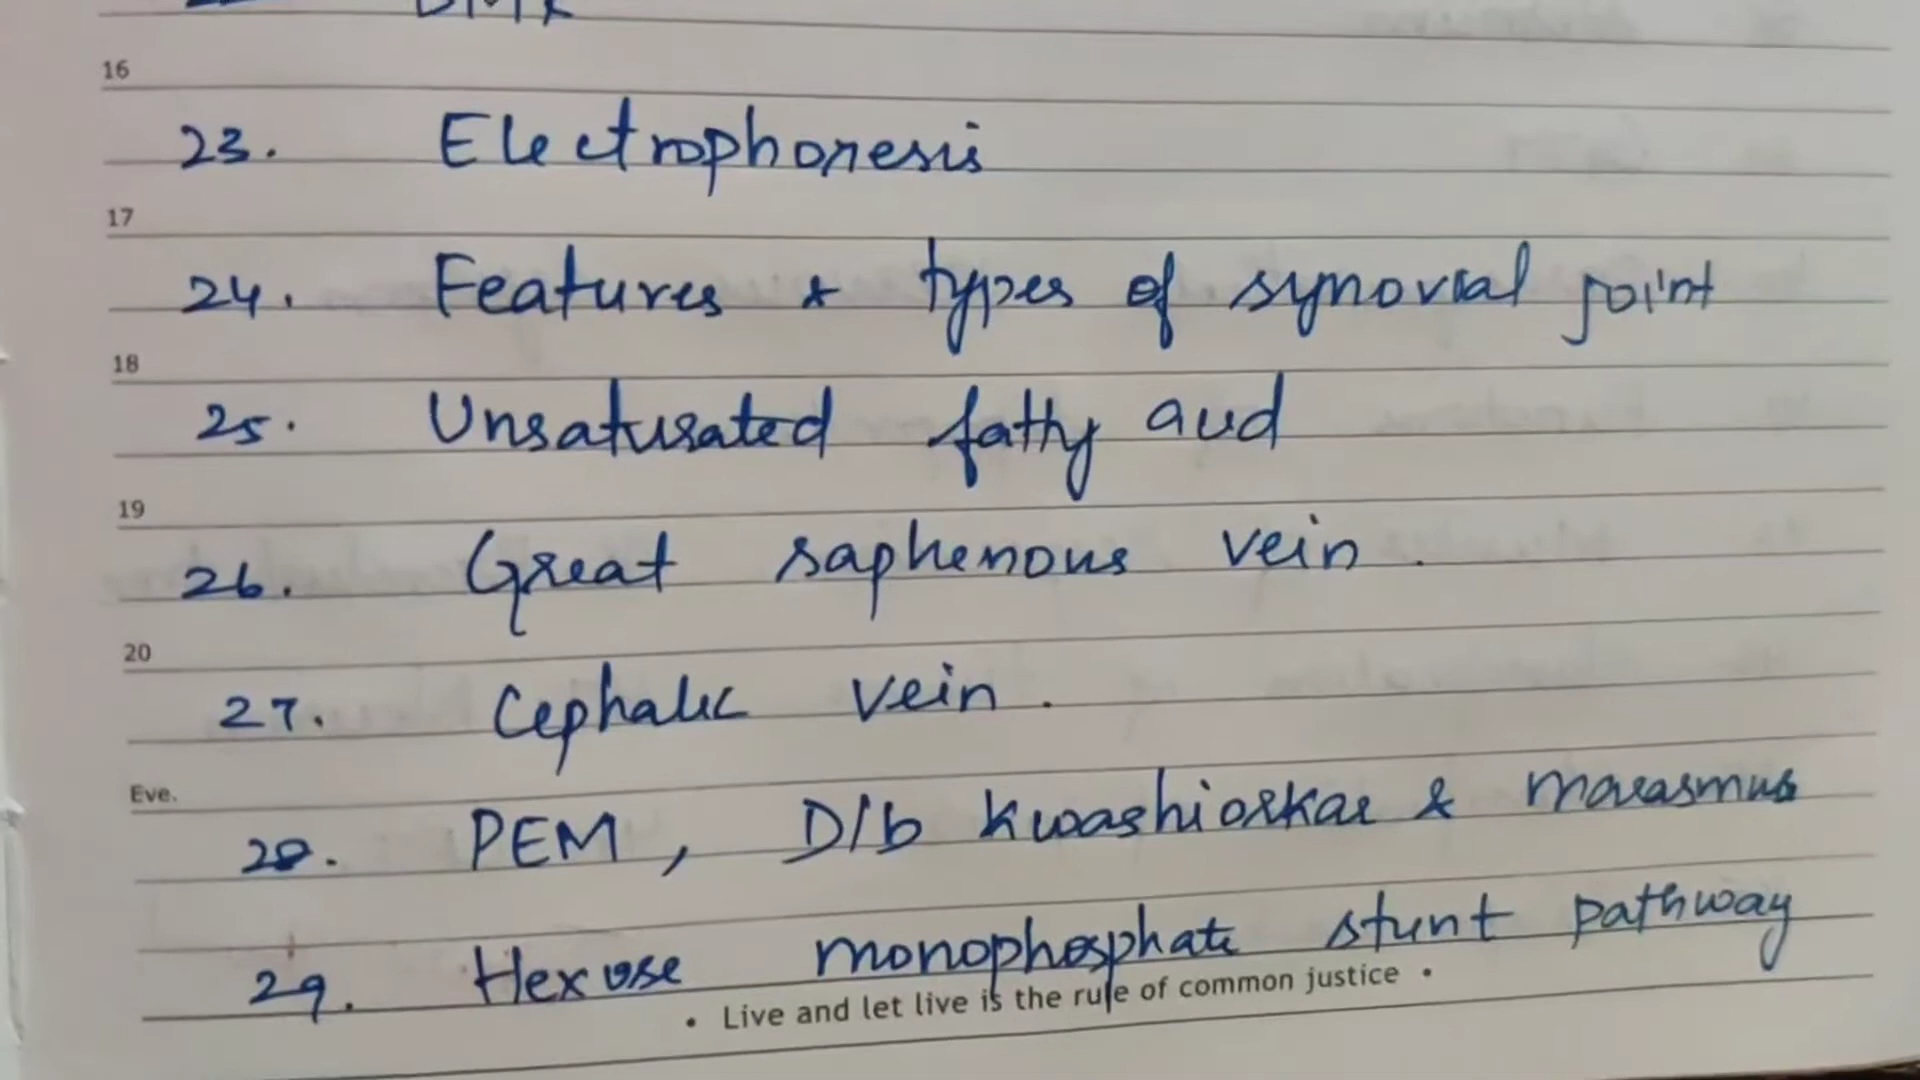 16
23. Electrophoresis
17
24. Features & types of synovial joint
18
25. Unsaturated fatty acid
19
26. Great saphenous vein.
20
27. Cephalic vein.
Eve.
28. PEM, D/b kwashiorkar & marasmus
29. Hexose monophosphate stunt pathway
• Live and let live is the rule of common justice •